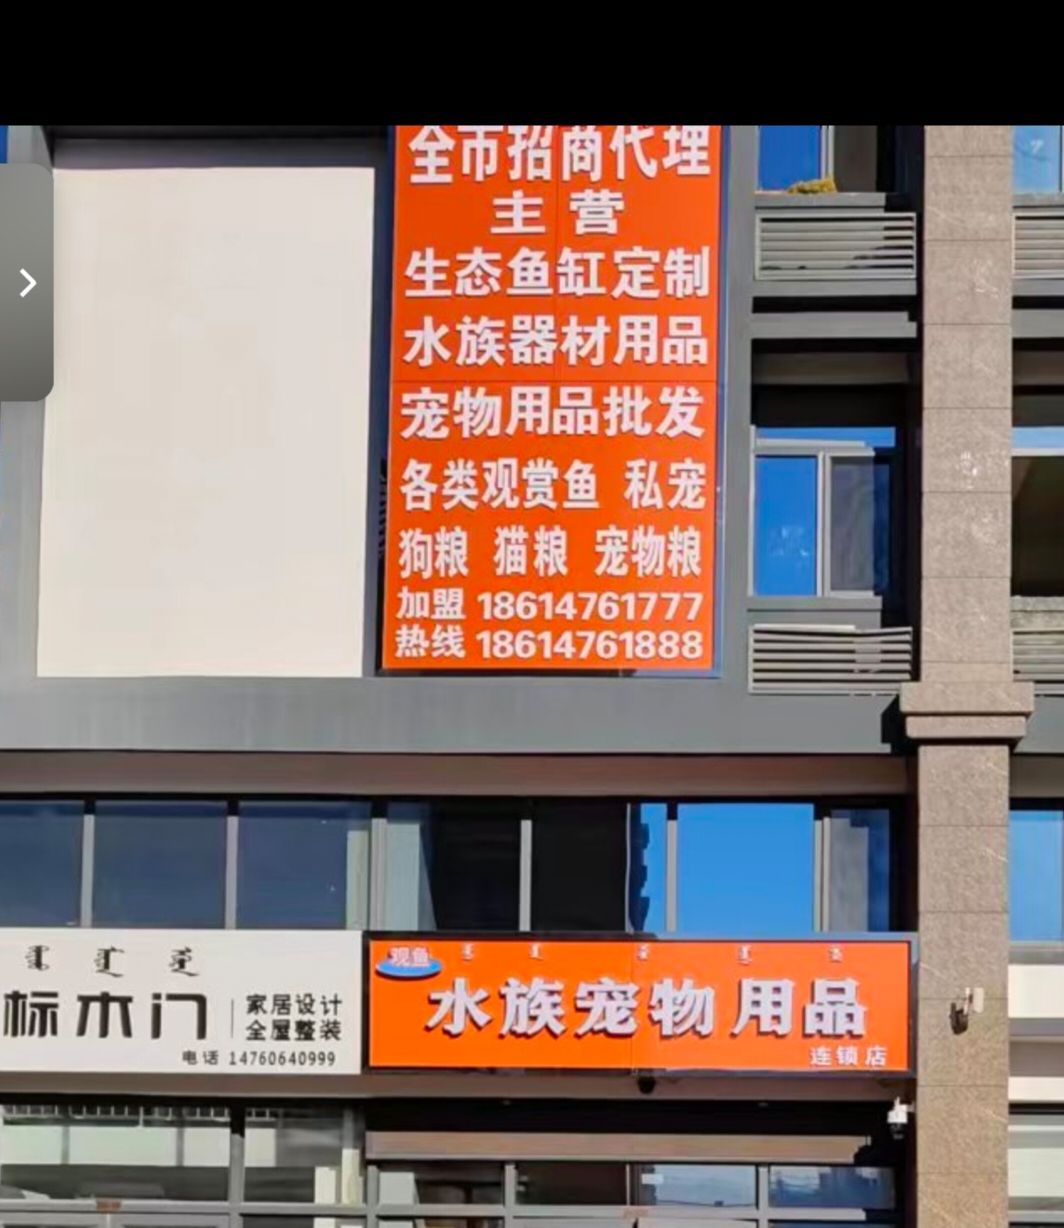 全市招商代理
主营
生态鱼缸定制
水族器材用品
宠物用品批发
各类观赏鱼 私宠
狗粮 猫粮 宠物粮
加盟 18614761777
热线 18614761888
标木门
家居设计
全屋整装
电话 14760640999
观鱼
水族宠物用品
连锁店